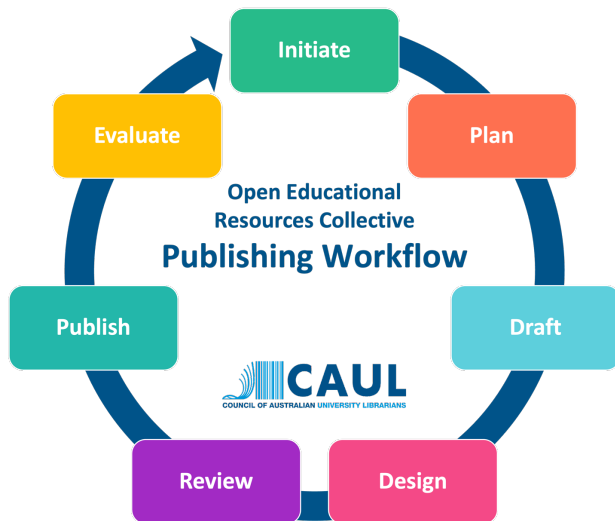 Initiate
Evaluate
Plan
Open Educational
Resources Collective
Publishing Workflow
Publish
Draft
CAUL
COUNCIL OF AUSTRALIAN UNIVERSITY LIBRARIANS
Review
Design